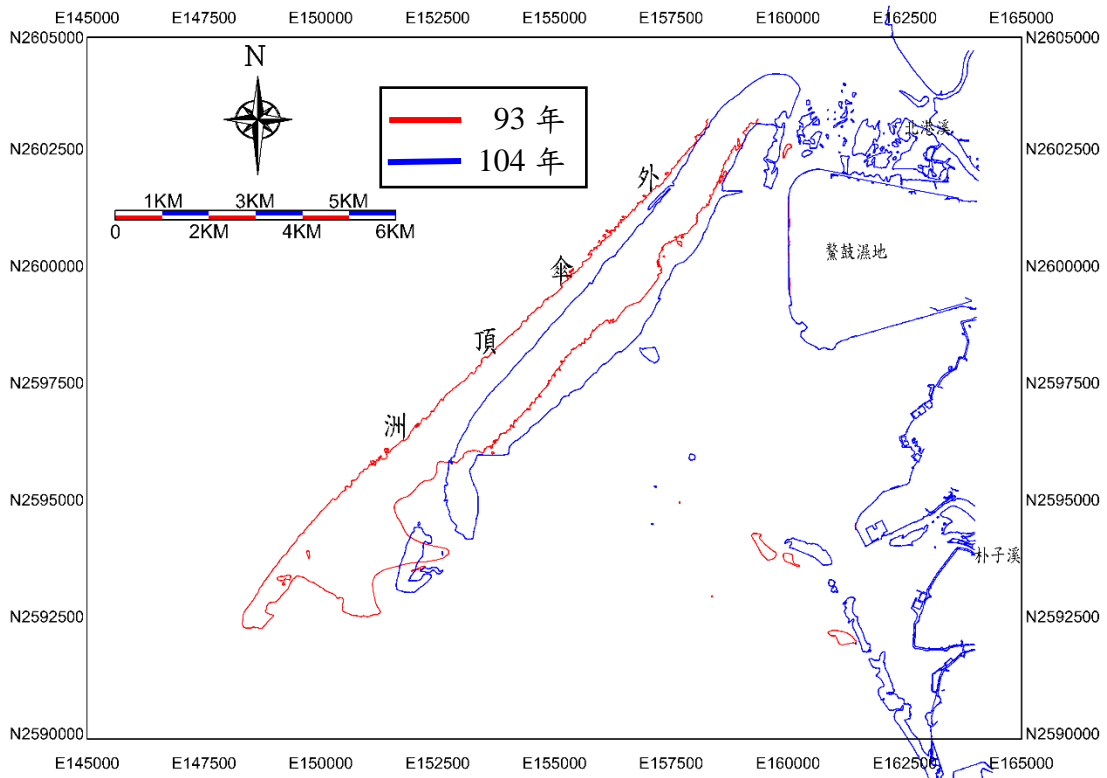 E145000 E147500 E150000 E152500 E155000 E157500 E160000 E162500 E165000
N2605000 N2605000
N
93 年
104 年
北港溪
N2602500 N2602500
外
1KM 3KM 5KM
0 2KM 4KM 6KM
鰲鼓濕地
N2600000 N2600000
傘
頂
N2597500 N2597500
洲
N2595000 N2595000
朴子溪
N2592500 N2592500
N2590000 N2590000
E145000 E147500 E150000 E152500 E155000 E157500 E160000 E162500 E165000